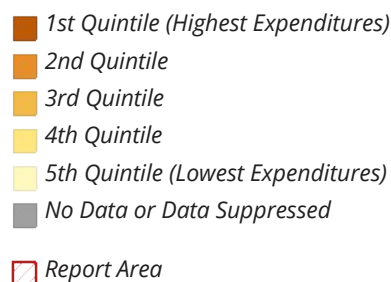 1st Quintile (Highest Expenditures)
2nd Quintile
3rd Quintile
4th Quintile
5th Quintile (Lowest Expenditures)
No Data or Data Suppressed
Report Area